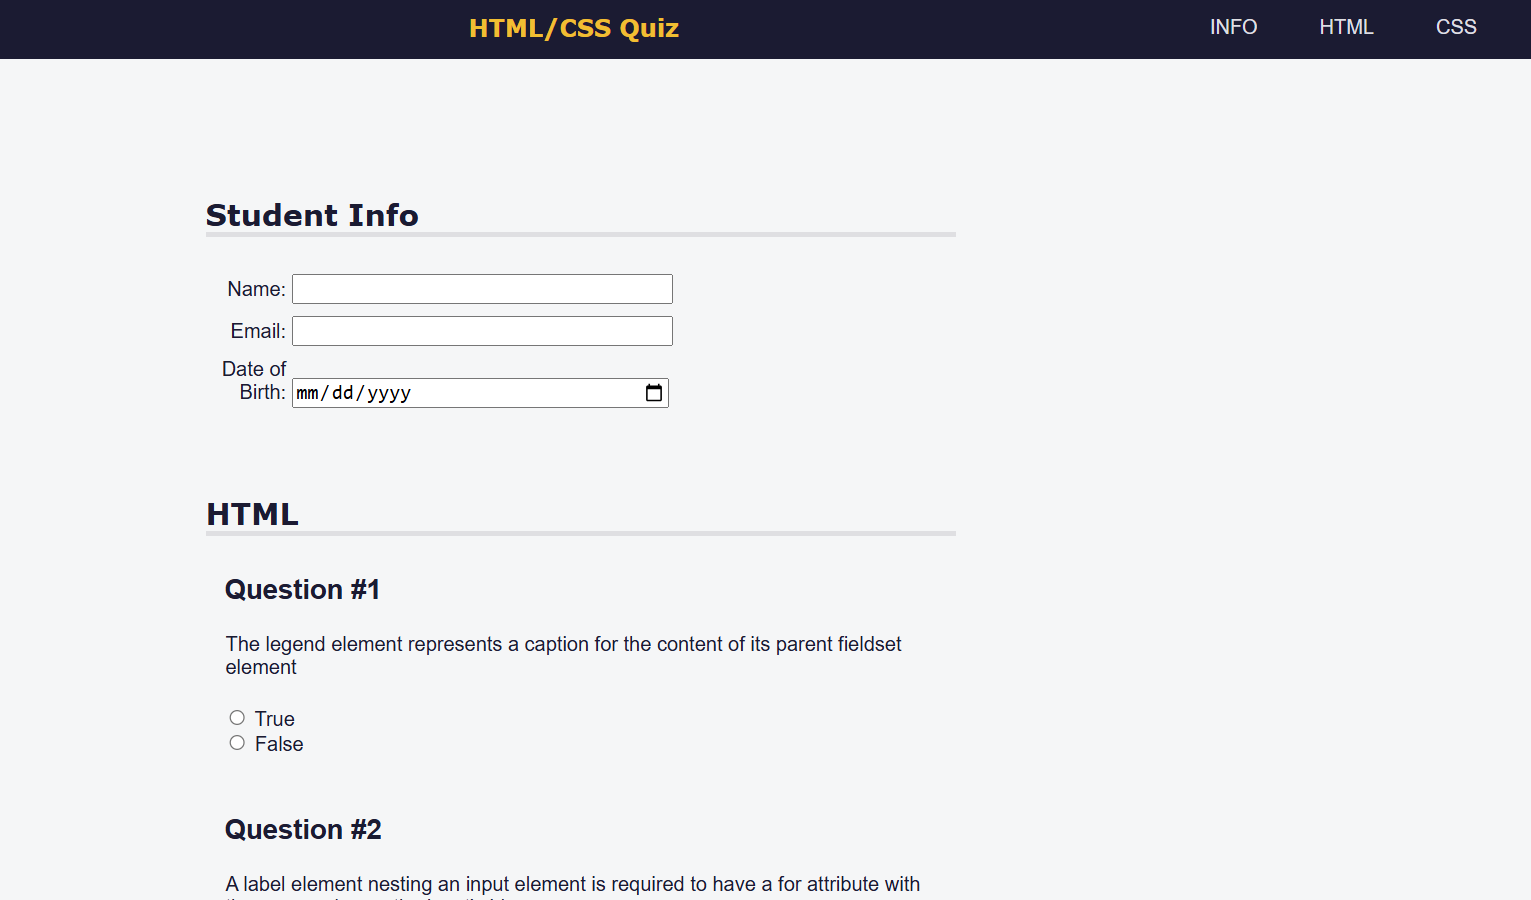 HTML/CSS Quiz
INFO
HTML
CSS
Student Info
Name:
Email:
Date of
Birth:
mm/dd/yyyy
HTML
Question #1
The legend element represents a caption for the content of its parent fieldset
element
True
False
Question #2
A label element nesting an input element is required to have a for attribute with